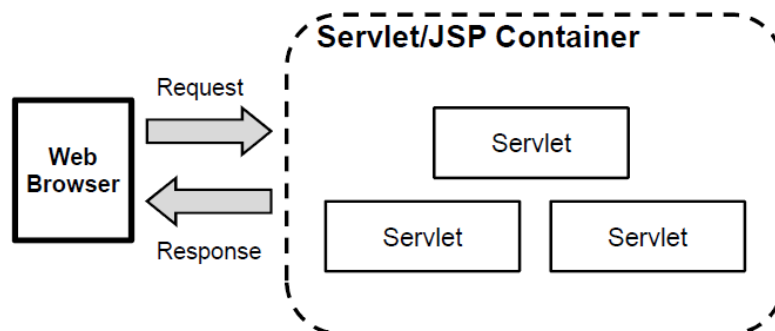 Servlet/JSP Container
Request
Web
Browser
Response
Servlet
Servlet
Servlet